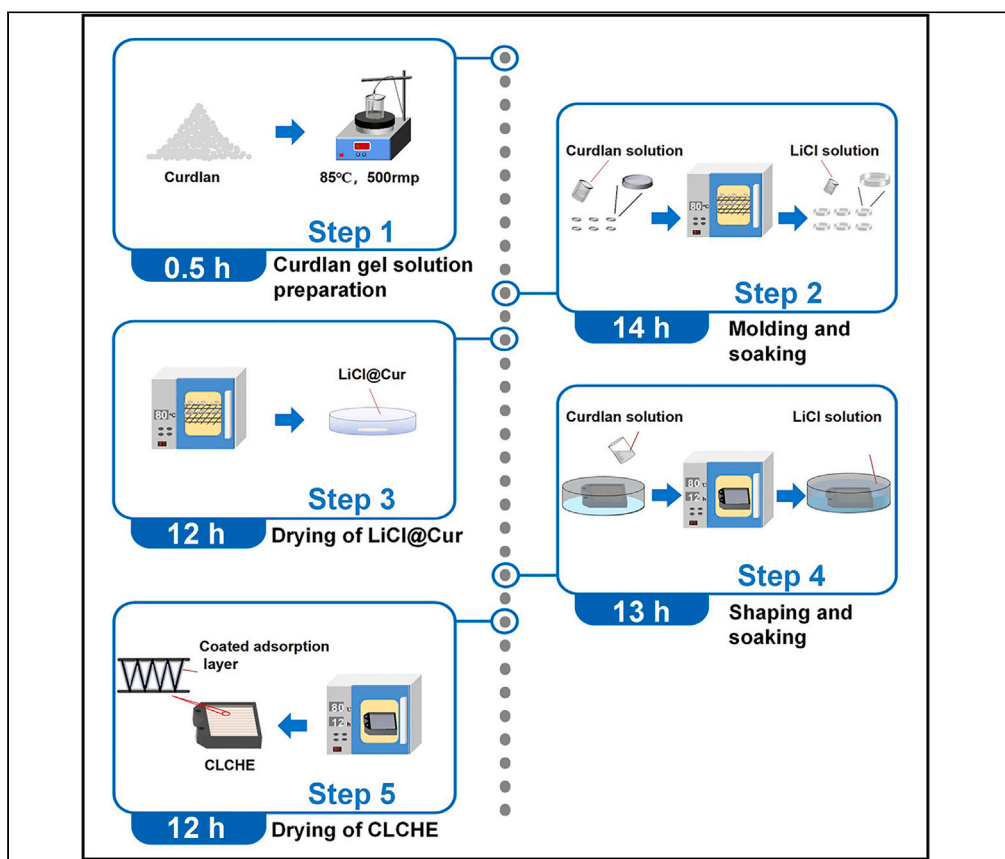 Curdlan
85℃, 500rmp
Step 1
0.5 h
Curdlan gel solution
preparation
Curdlan solution
LiCl solution
80 ℃
Step 2
14 h
Molding and
soaking
80 ℃
LiCl@Cur
Step 3
12 h
Drying of LiCl@Cur
Curdlan solution
LiCl solution
80 ℃
12 h
Step 4
13 h
Shaping and
soaking
Coated adsorption
layer
CLCHE
80 ℃
12 h
Step 5
12 h
Drying of CLCHE